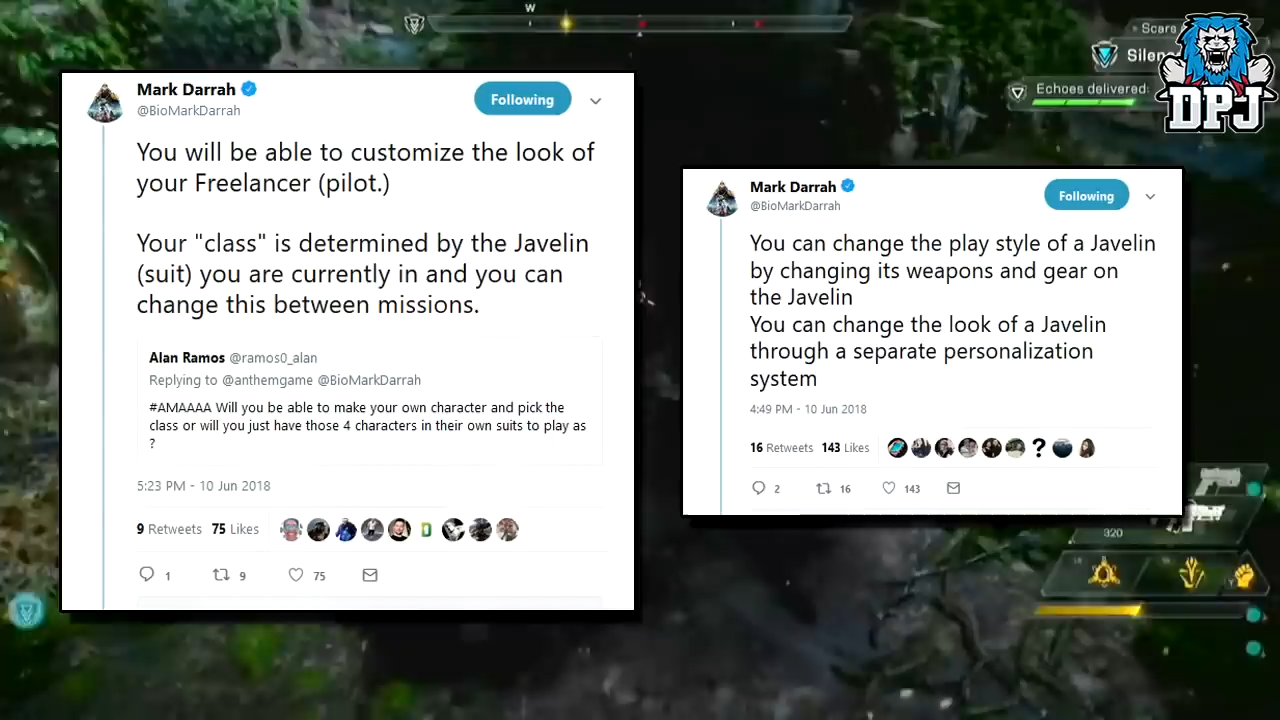 W
Scars
Echoes delivered:
DPJ
Mark Darrah
@BioMarkDarrah
Following
You will be able to customize the look of
your Freelancer (pilot.)
Your "class" is determined by the Javelin
(suit) you are currently in and you can
change this between missions.
Alan Ramos @ramos0_alan
Replying to @anthemgame @BioMarkDarrah
#AMAAAA Will you be able to make your own character and pick the
class or will you just have those 4 characters in their own suits to play as
?
5:23 PM - 10 Jun 2018
9 Retweets 75 Likes
1 9 75
Mark Darrah
@BioMarkDarrah
Following
You can change the play style of a Javelin
by changing its weapons and gear on
the Javelin
You can change the look of a Javelin
through a separate personalization
system
4:49 PM - 10 Jun 2018
16 Retweets 143 Likes
?
2 16 143
320